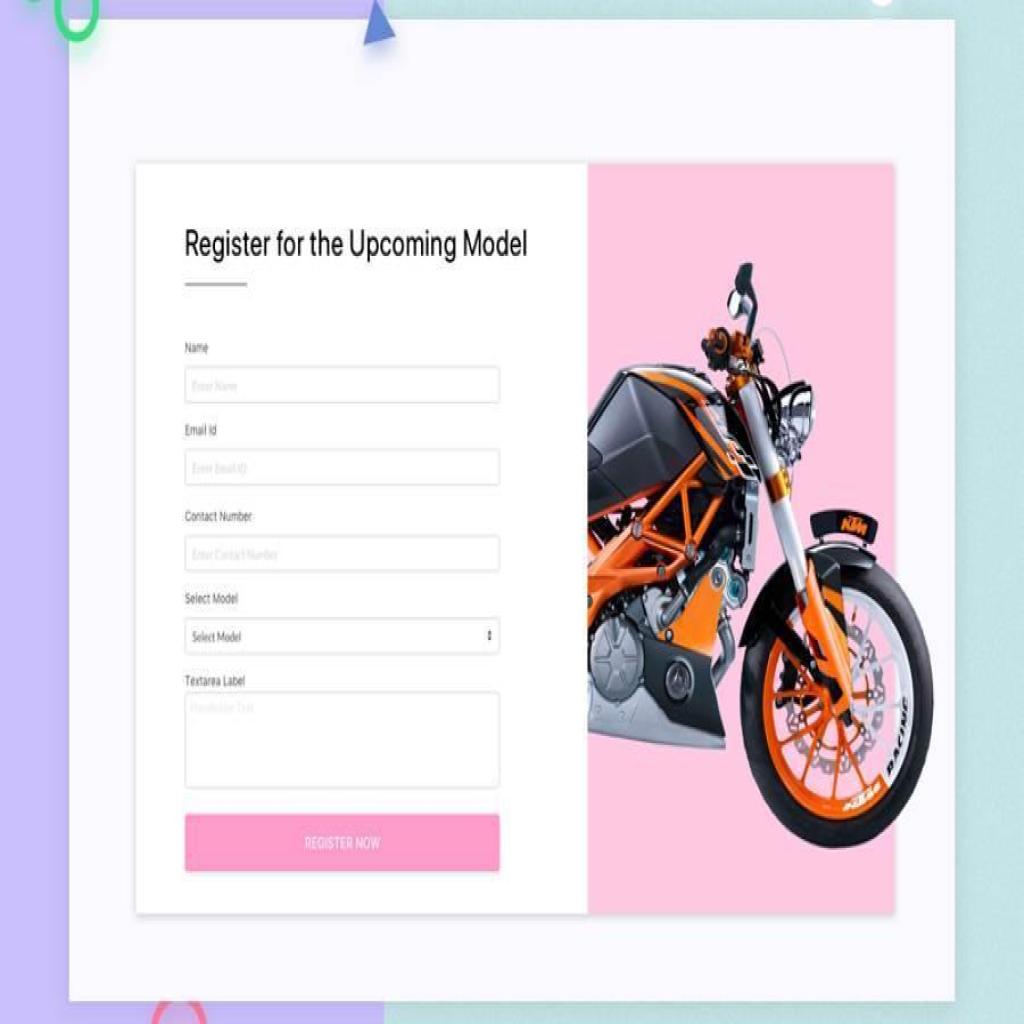 Register for the Upcoming Model
Name
Enter Name
Email Id
Enter Email ID
Contact Number
Enter Contact Number
Select Model
Select Model
Textarea Label
Placeholder Text
REGISTER NOW
KTM
RACING
KTM